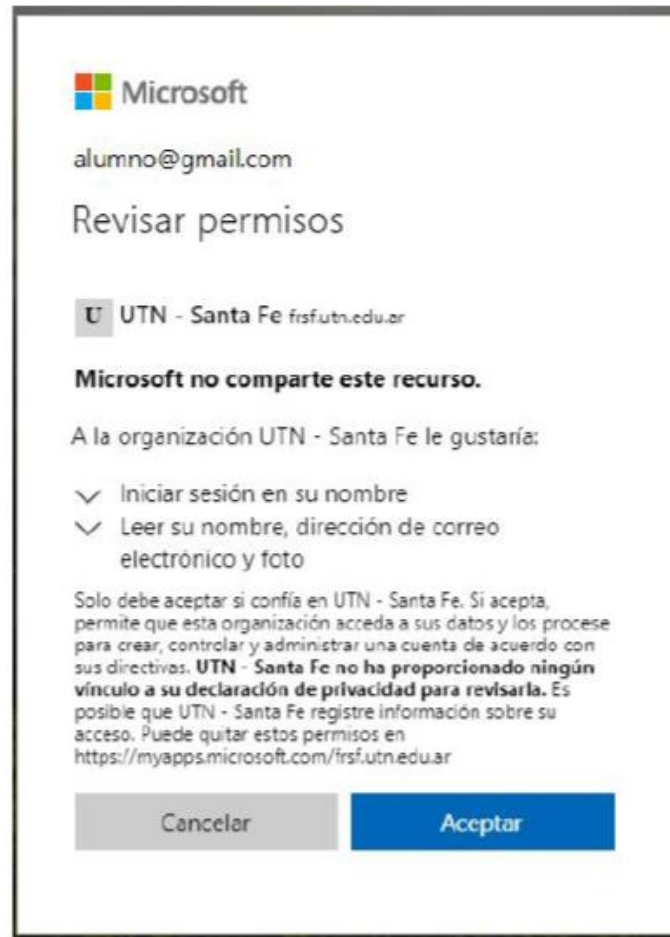 Microsoft
alumno@gmail.com
Revisar permisos
U UTN - Santa Fe frsf.utn.edu.ar
Microsoft no comparte este recurso.
A la organización UTN - Santa Fe le gustaría:
Iniciar sesión en su nombre
Leer su nombre, dirección de correo
electrónico y foto
Solo debe aceptar si confía en UTN - Santa Fe. Si acepta,
permite que esta organización acceda a sus datos y los procese
para crear, controlar y administrar una cuenta de acuerdo con
sus directivas. UTN - Santa Fe no ha proporcionado ningún
vínculo a su declaración de privacidad para revisarla. Es
posible que UTN - Santa Fe registre información sobre su
acceso. Puede quitar estos permisos en
https://myapps.microsoft.com/frsf.utn.edu.ar
Cancelar Aceptar